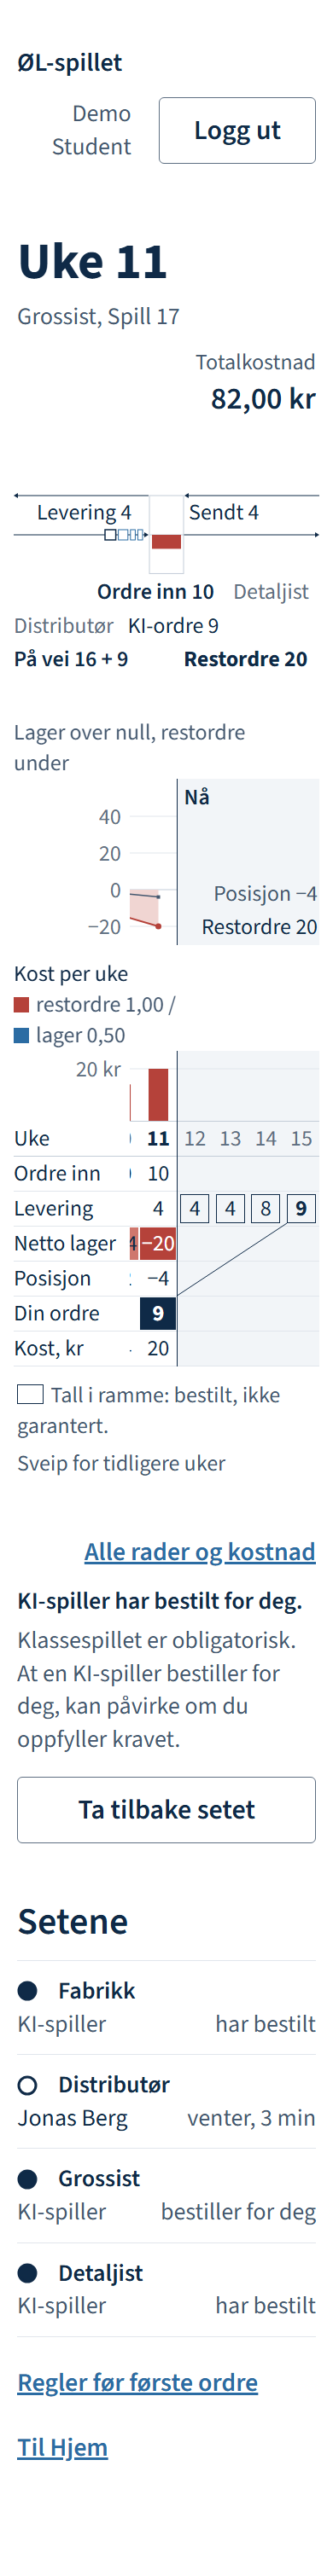 ØL-spillet
Demo
Student
Logg ut
Uke 11
Grossist, Spill 17
Totalkostnad
82,00 kr
Levering 4
Sendt 4
Ordre inn 10 Detaljist
Distributør KI-ordre 9
På vei 16 + 9 Restordre 20
Lager over null, restordre
under
Nå
40
20
0
−20
Posisjon −4
Restordre 20
Kost per uke
restordre 1,00 /
lager 0,50
20 kr
Uke 11 12 13 14 15
Ordre inn 10
Levering 4 4 4 8 9
Netto lager 4 −20
Posisjon −4
Din ordre 9
Kost, kr 20
Tall i ramme: bestilt, ikke
garantert.
Sveip for tidligere uker
Alle rader og kostnad
KI-spiller har bestilt for deg.
Klassespillet er obligatorisk.
At en KI-spiller bestiller for
deg, kan påvirke om du
oppfyller kravet.
Ta tilbake setet
Setene
Fabrikk
KI-spiller har bestilt
Distributør
Jonas Berg venter, 3 min
Grossist
KI-spiller bestiller for deg
Detaljist
KI-spiller har bestilt
Regler før første ordre
Til Hjem